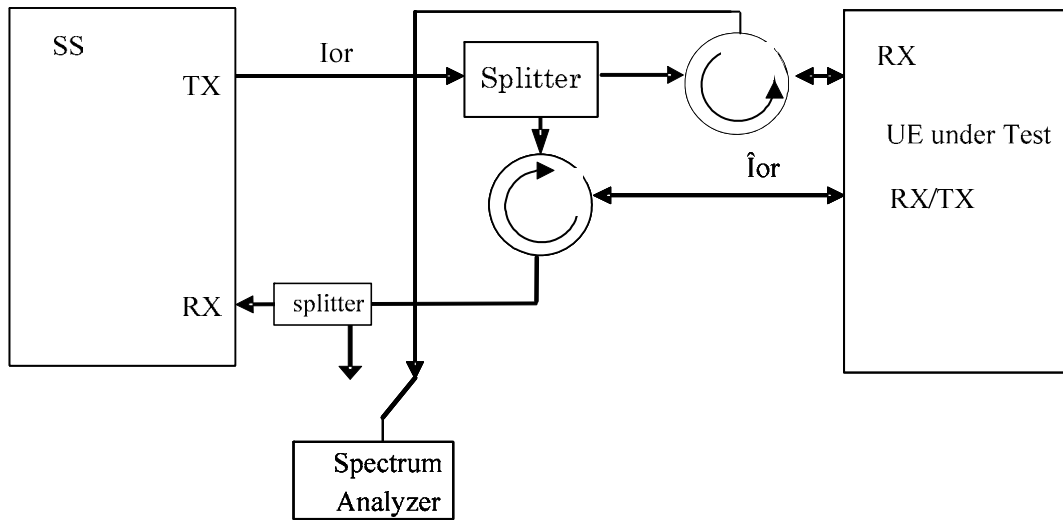 SS
Ior
TX
Splitter
RX
UE under Test
Îor
RX/TX
RX
splitter
Spectrum
Analyzer